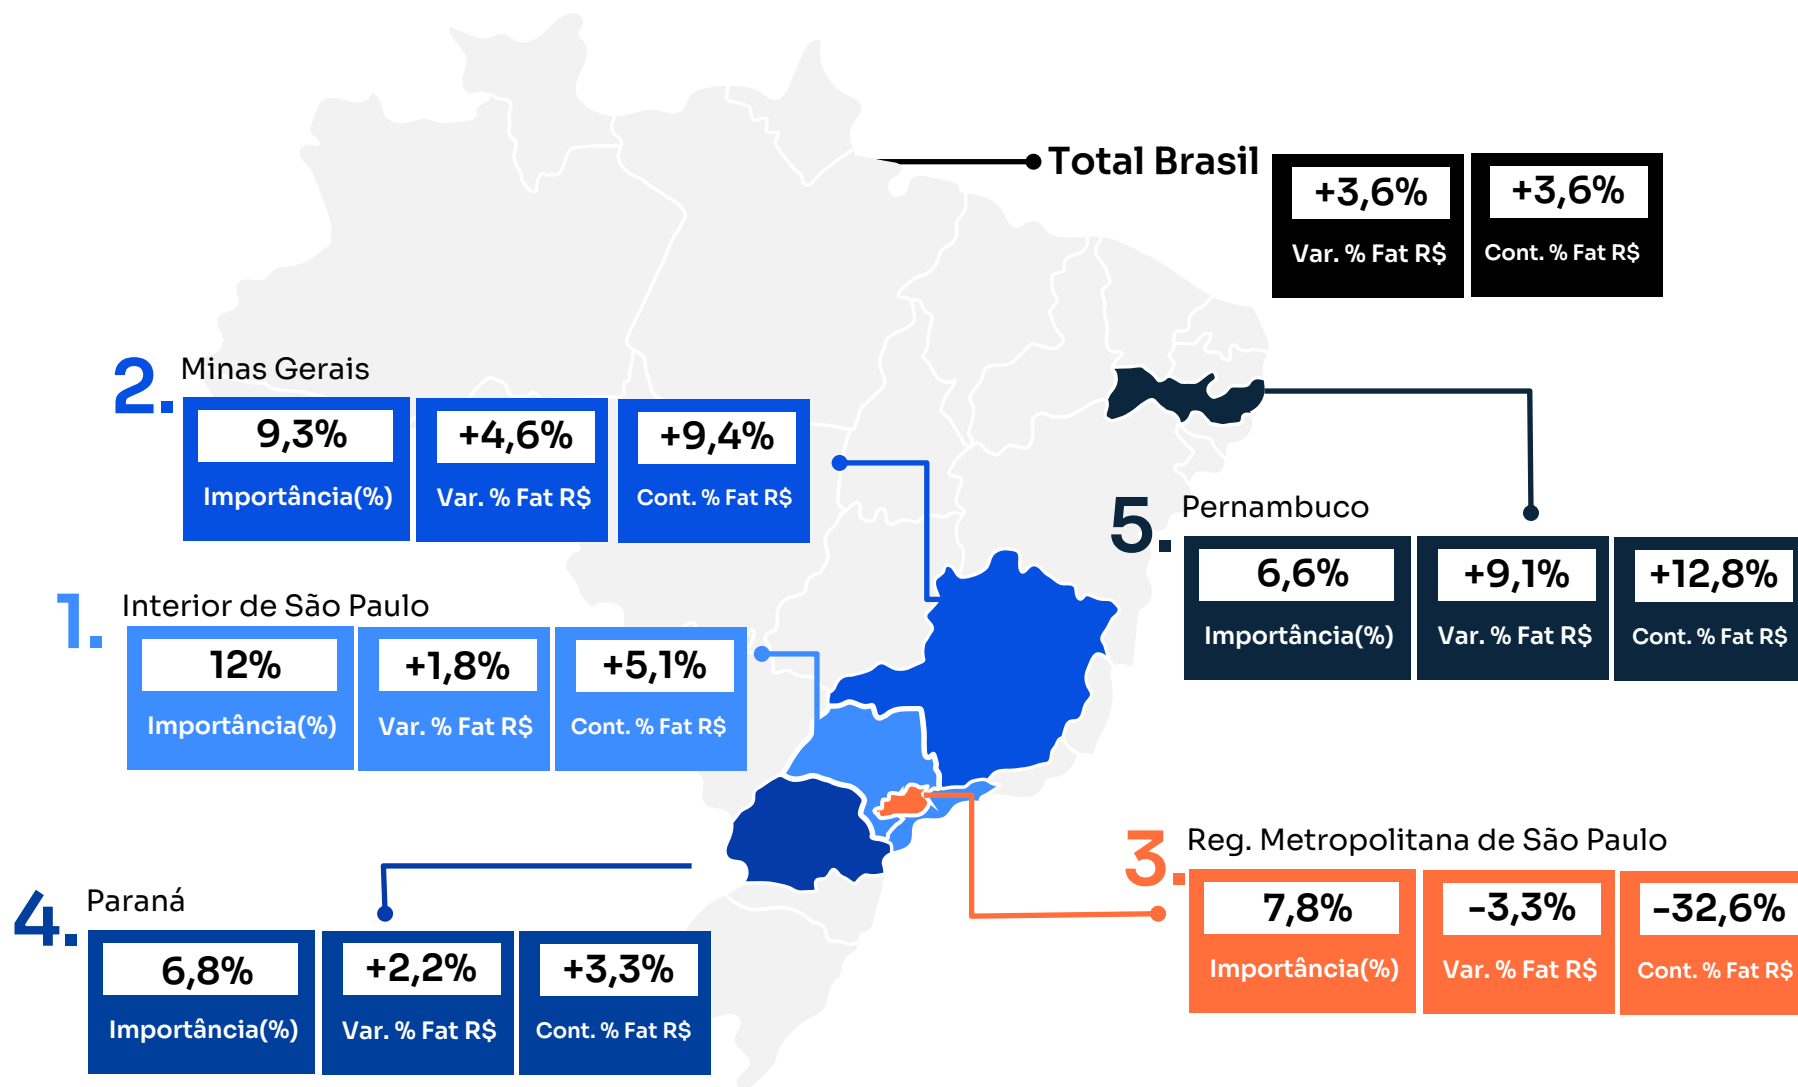 Total Brasil
+3,6%
+3,6%
Var. % Fat R$
Cont. % Fat R$
2.
Minas Gerais
9,3%
+4,6%
+9,4%
Importância(%)
Var. % Fat R$
Cont. % Fat R$
5.
Pernambuco
6,6%
+9,1%
+12,8%
Importância(%)
Var. % Fat R$
Cont. % Fat R$
1.
Interior de São Paulo
12%
+1,8%
+5,1%
Importância(%)
Var. % Fat R$
Cont. % Fat R$
3.
Reg. Metropolitana de São Paulo
7,8%
-3,3%
-32,6%
Importância(%)
Var. % Fat R$
Cont. % Fat R$
4.
Paraná
6,8%
+2,2%
+3,3%
Importância(%)
Var. % Fat R$
Cont. % Fat R$